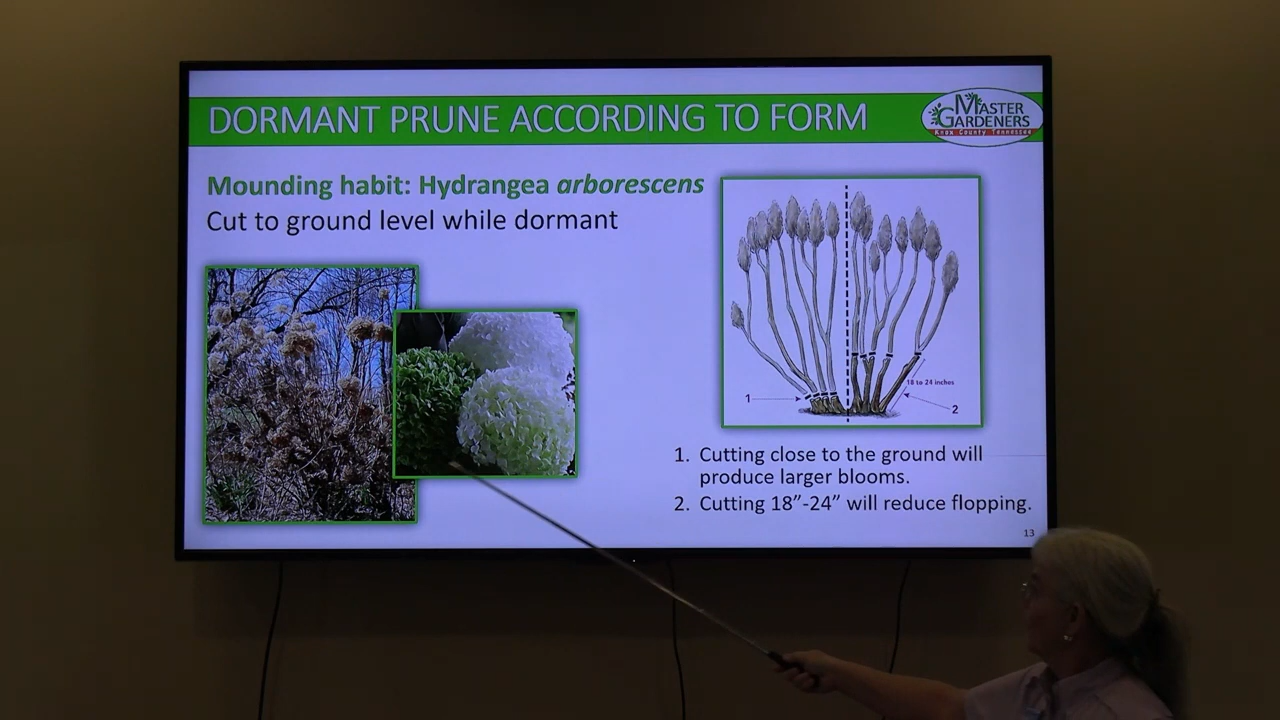 DORMANT PRUNE ACCORDING TO FORM
MASTER
GARDENERS
Knox County Tennessee
Mounding habit: Hydrangea arborescens
Cut to ground level while dormant
18 to 24 inches
1
2
1. Cutting close to the ground will
produce larger blooms.
2. Cutting 18”-24” will reduce flopping.
13